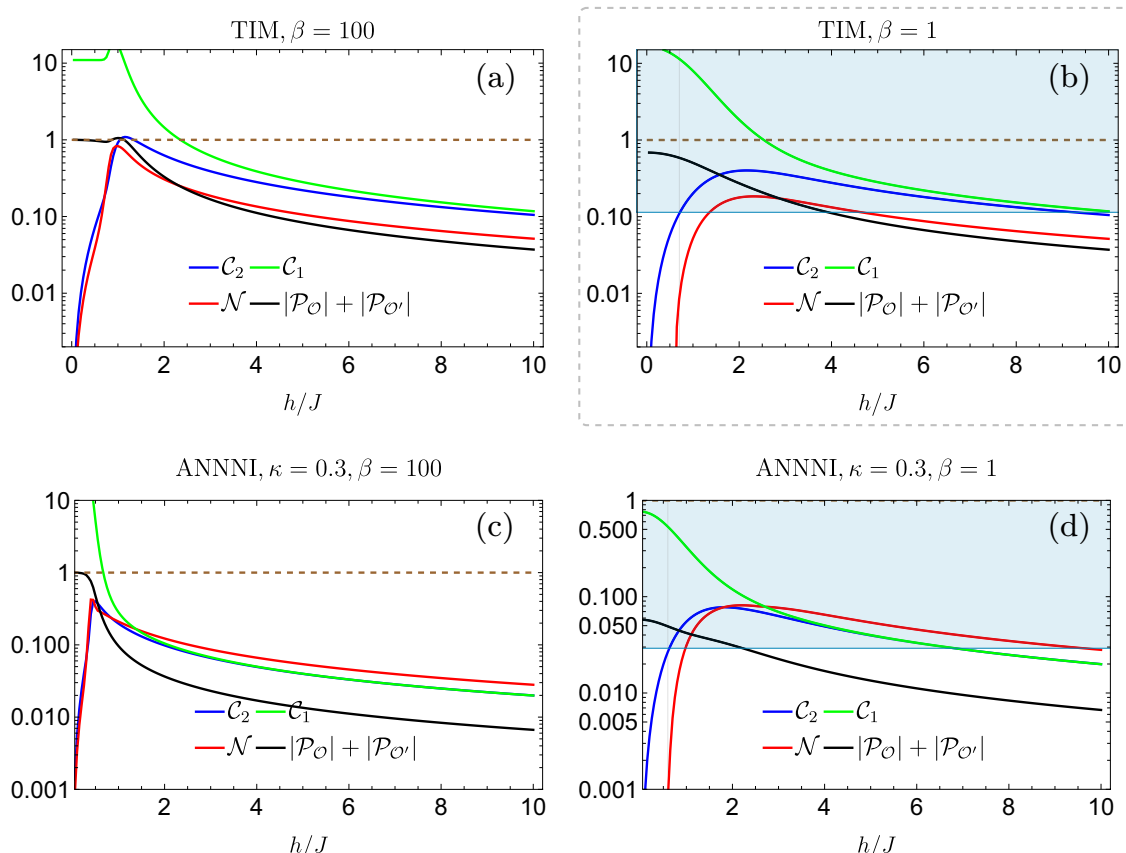 TIM, β = 100
(a)
10
1
0.10
0.01
C₂ C₁
N |P_O| + |P_O'|
0 2 4 6 8 10
h/J
TIM, β = 1
(b)
10
1
0.10
0.01
C₂ C₁
N |P_O| + |P_O'|
0 2 4 6 8 10
h/J
ANNNI, κ = 0.3, β = 100
(c)
10
1
0.100
0.010
0.001
C₂ C₁
N |P_O| + |P_O'|
2 4 6 8 10
h/J
ANNNI, κ = 0.3, β = 1
(d)
1
0.500
0.100
0.050
0.010
0.005
0.001
C₂ C₁
N |P_O| + |P_O'|
2 4 6 8 10
h/J